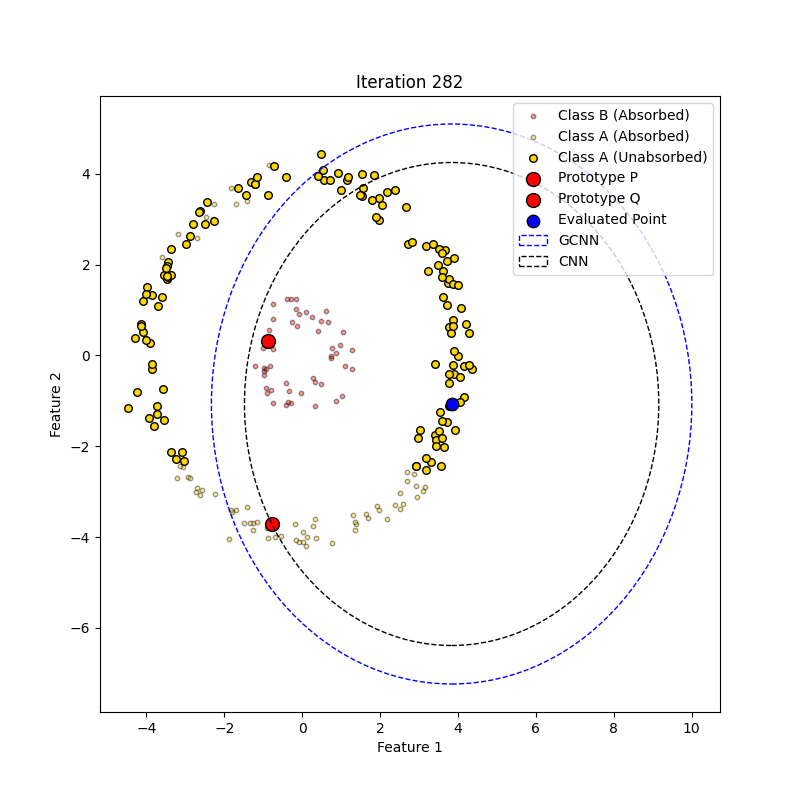 Iteration 282
Class B (Absorbed)
Class A (Absorbed)
Class A (Unabsorbed)
Prototype P
Prototype Q
Evaluated Point
GCNN
CNN
Feature 2
4
2
0
−2
−4
−6
−4
−2
0
2
4
6
8
10
Feature 1